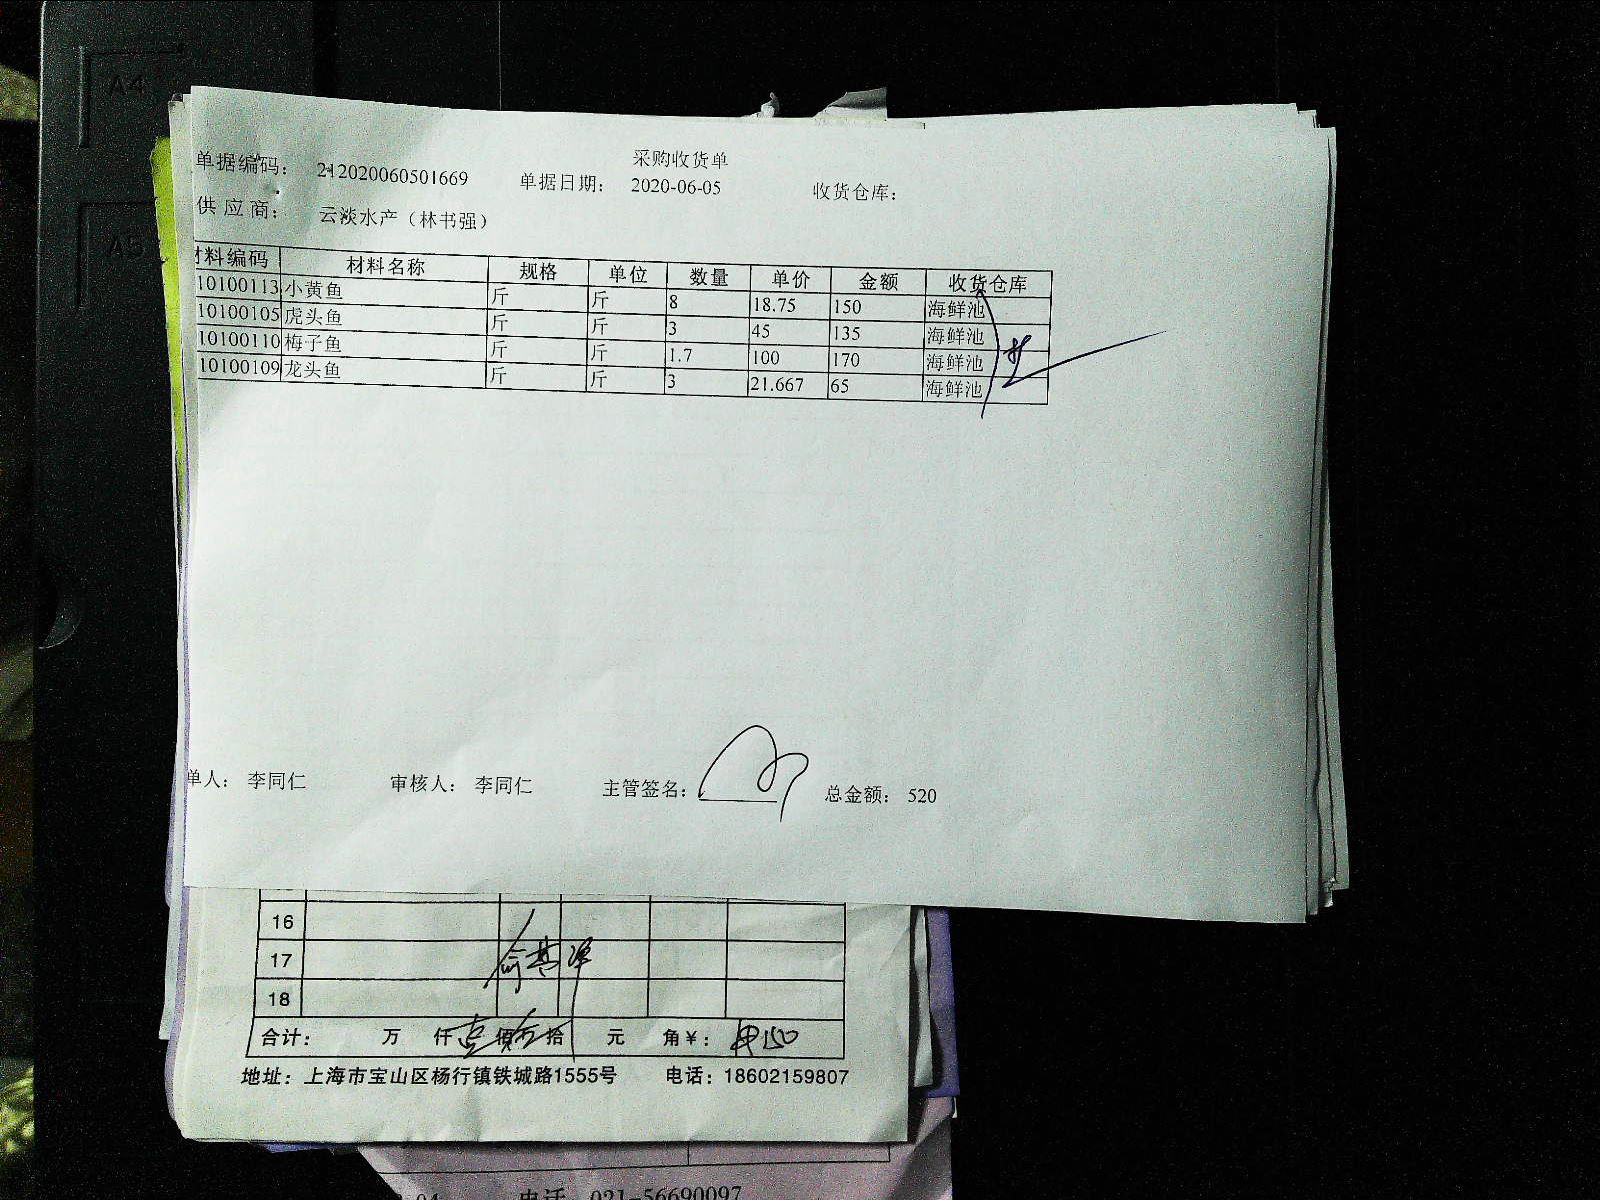 A4
A5
采购收货单
单据编码: 212020060501669 单据日期: 2020-06-05 收货仓库:
供应商: 云淡水产（林书强）
材料编码 材料名称 规格 单位 数量 单价 金额 收货仓库
10100113 小黄鱼 斤 斤 8 18.75 150 海鲜池
10100105 虎头鱼 斤 斤 3 45 135 海鲜池
10100110 梅子鱼 斤 斤 1.7 100 170 海鲜池
10100109 龙头鱼 斤 斤 3 21.667 65 海鲜池
单人: 李同仁 审核人: 李同仁 主管签名: 总金额: 520
16
17
18
合计: 万 仟 壹 佰 伍 拾 元 角 ¥: 150
地址: 上海市宝山区杨行镇铁城路1555号 电话: 18602159807
电话 021-56690097